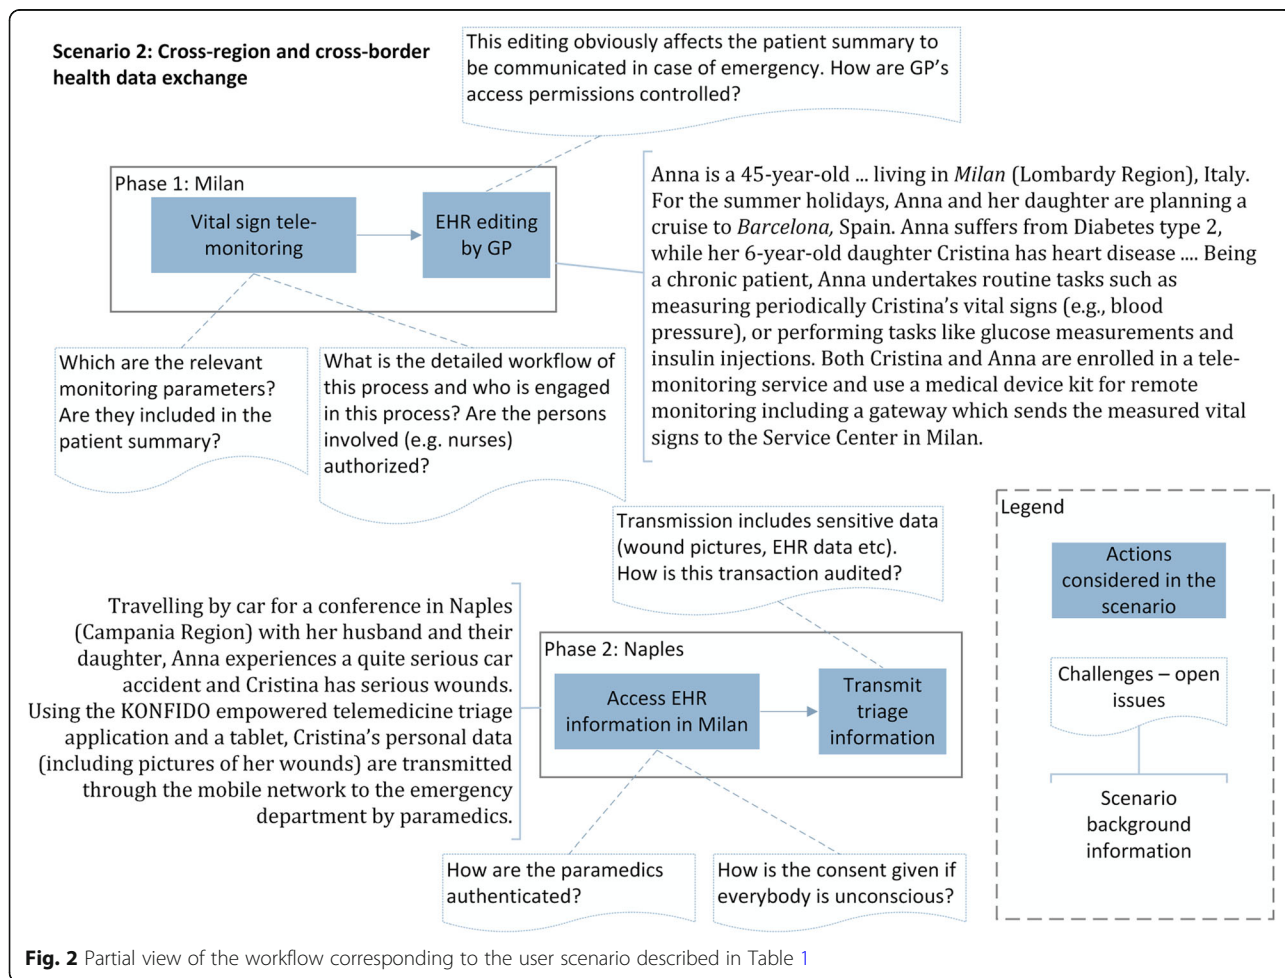 Scenario 2: Cross-region and cross-border
health data exchange
This editing obviously affects the patient summary to
be communicated in case of emergency. How are GP's
access permissions controlled?
Phase 1: Milan
Vital sign tele-
monitoring
EHR editing
by GP
Anna is a 45-year-old ... living in Milan (Lombardy Region), Italy.
For the summer holidays, Anna and her daughter are planning a
cruise to Barcelona, Spain. Anna suffers from Diabetes type 2,
while her 6-year-old daughter Cristina has heart disease .... Being
a chronic patient, Anna undertakes routine tasks such as
measuring periodically Cristina's vital signs (e.g., blood
pressure), or performing tasks like glucose measurements and
insulin injections. Both Cristina and Anna are enrolled in a tele-
monitoring service and use a medical device kit for remote
monitoring including a gateway which sends the measured vital
signs to the Service Center in Milan.
Which are the relevant
monitoring parameters?
Are they included in the
patient summary?
What is the detailed workflow of
this process and who is engaged
in this process? Are the persons
involved (e.g. nurses)
authorized?
Transmission includes sensitive data
(wound pictures, EHR data etc).
How is this transaction audited?
Travelling by car for a conference in Naples
(Campania Region) with her husband and their
daughter, Anna experiences a quite serious car
accident and Cristina has serious wounds.
Using the KONFIDO empowered telemedicine triage
application and a tablet, Cristina's personal data
(including pictures of her wounds) are transmitted
through the mobile network to the emergency
department by paramedics.
Phase 2: Naples
Access EHR
information in Milan
Transmit
triage
information
How are the paramedics
authenticated?
How is the consent given if
everybody is unconscious?
Legend
Actions
considered in the
scenario
Challenges – open
issues
Scenario
background
information
Fig. 2 Partial view of the workflow corresponding to the user scenario described in Table 1